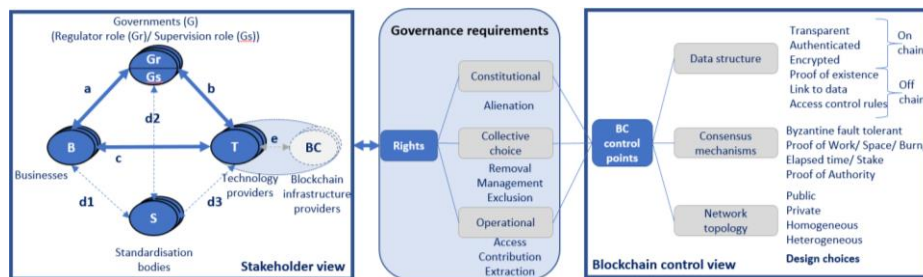 Governments (G)
(Regulator role (Gr)/ Supervision role (Gs))
Gr
Gs
a
b
d2
c
e
B
T
BC
Businesses
Technology
providers
Blockchain
infrastructure
providers
d1
d3
S
Standardisation
bodies
Stakeholder view
Governance requirements
Rights
Constitutional
Alienation
Collective
choice
Removal
Management
Exclusion
Operational
Access
Contribution
Extraction
BC
control
points
Data structure
Transparent
Authenticated
Encrypted
On
chain
Proof of existence
Link to data
Access control rules
Off
chain
Consensus
mechanisms
Byzantine fault tolerant
Proof of Work/ Space/ Burn/
Elapsed time/ Stake
Proof of Authority
Network
topology
Public
Private
Homogeneous
Heterogeneous
Design choices
Blockchain control view